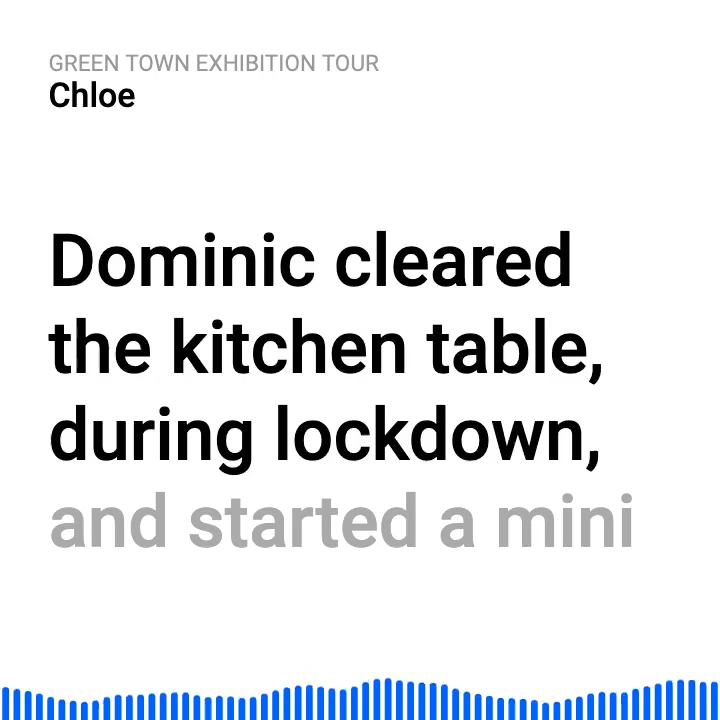 GREEN TOWN EXHIBITION TOUR
Chloe
Dominic cleared
the kitchen table,
during lockdown,
and started a mini